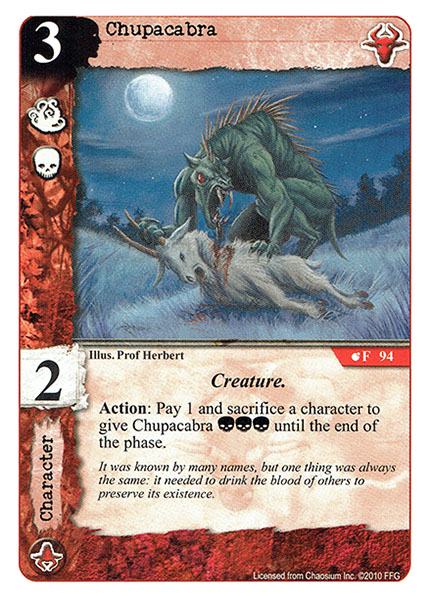 3
Chupacabra
Illus. Prof Herbert
F 94
2
Creature.
Action: Pay 1 and sacrifice a character to
give Chupacabra until the end of
the phase.
It was known by many names, but one thing was always
the same: it needed to drink the blood of others to
preserve its existence.
Character
Licensed from Chaosium Inc. ©2010 FFG